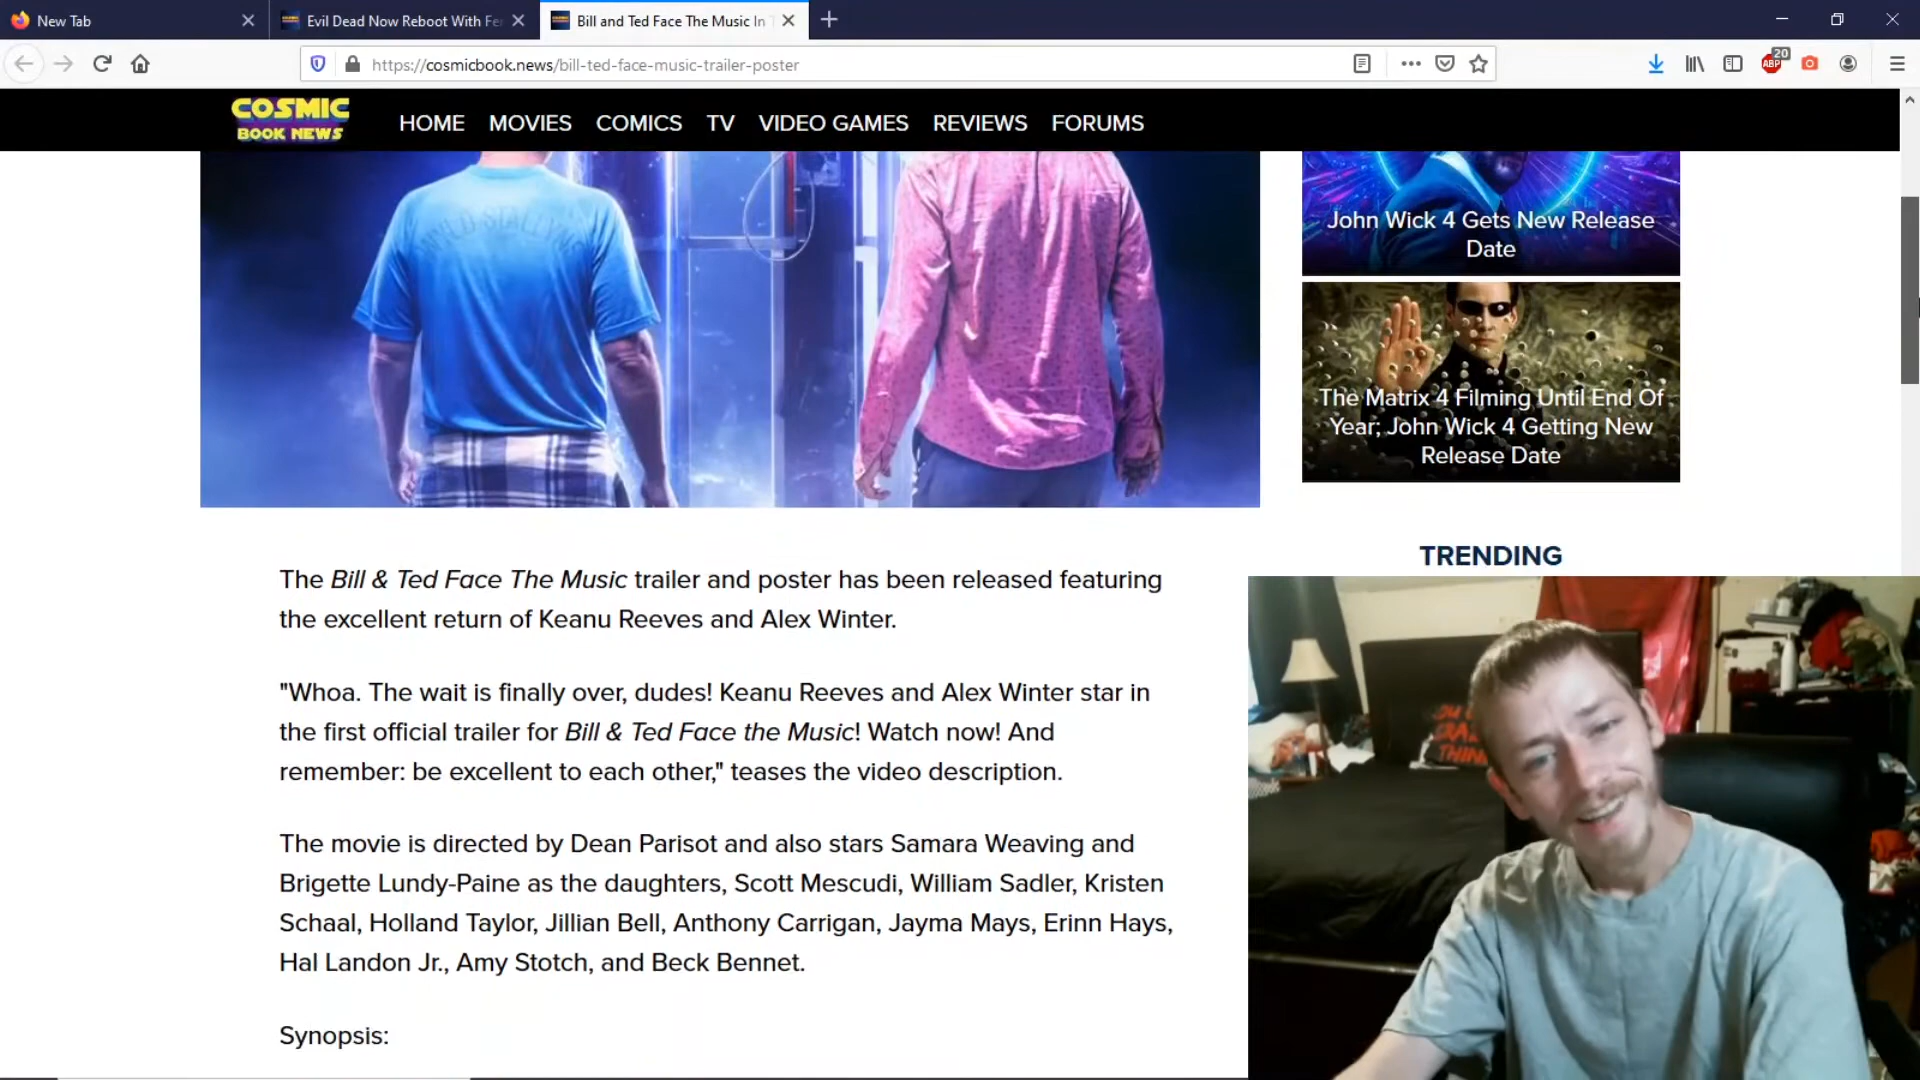 New Tab
Evil Dead Now Reboot With Fe
Bill and Ted Face The Music In T
https://cosmicbook.news/bill-ted-face-music-trailer-poster
20
ABP
COSMIC
BOOK NEWS
HOME MOVIES COMICS TV VIDEO GAMES REVIEWS FORUMS
WYLD STALLYNS
John Wick 4 Gets New Release
Date
The Matrix 4 Filming Until End Of
Year; John Wick 4 Getting New
Release Date
TRENDING
The Bill & Ted Face The Music trailer and poster has been released featuring
the excellent return of Keanu Reeves and Alex Winter.
"Whoa. The wait is finally over, dudes! Keanu Reeves and Alex Winter star in
the first official trailer for Bill & Ted Face the Music! Watch now! And
remember: be excellent to each other," teases the video description.
The movie is directed by Dean Parisot and also stars Samara Weaving and
Brigette Lundy-Paine as the daughters, Scott Mescudi, William Sadler, Kristen
Schaal, Holland Taylor, Jillian Bell, Anthony Carrigan, Jayma Mays, Erinn Hays,
Hal Landon Jr., Amy Stotch, and Beck Bennet.
Synopsis: